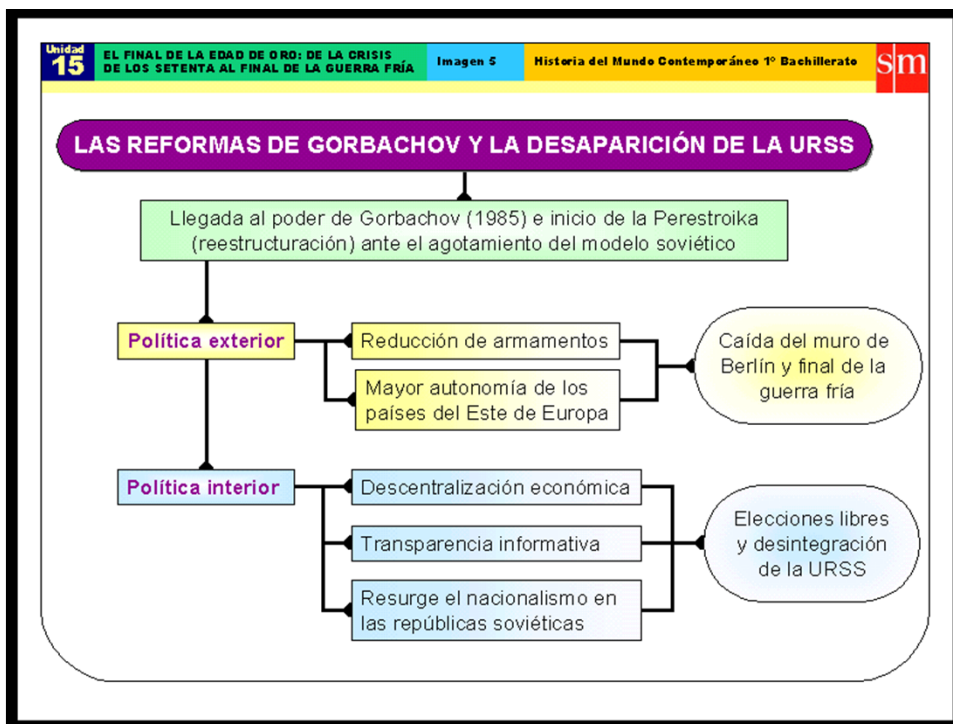 Unidad
15
EL FINAL DE LA EDAD DE ORO: DE LA CRISIS
DE LOS SETENTA AL FINAL DE LA GUERRA FRÍA
Imagen 5
Historia del Mundo Contemporáneo 1º Bachillerato
sm
LAS REFORMAS DE GORBACHOV Y LA DESAPARICIÓN DE LA URSS
Llegada al poder de Gorbachov (1985) e inicio de la Perestroika
(reestructuración) ante el agotamiento del modelo soviético
Política exterior
Reducción de armamentos
Mayor autonomía de los
países del Este de Europa
Caída del muro de
Berlín y final de la
guerra fría
Política interior
Descentralización económica
Transparencia informativa
Resurge el nacionalismo en
las repúblicas soviéticas
Elecciones libres
y desintegración
de la URSS